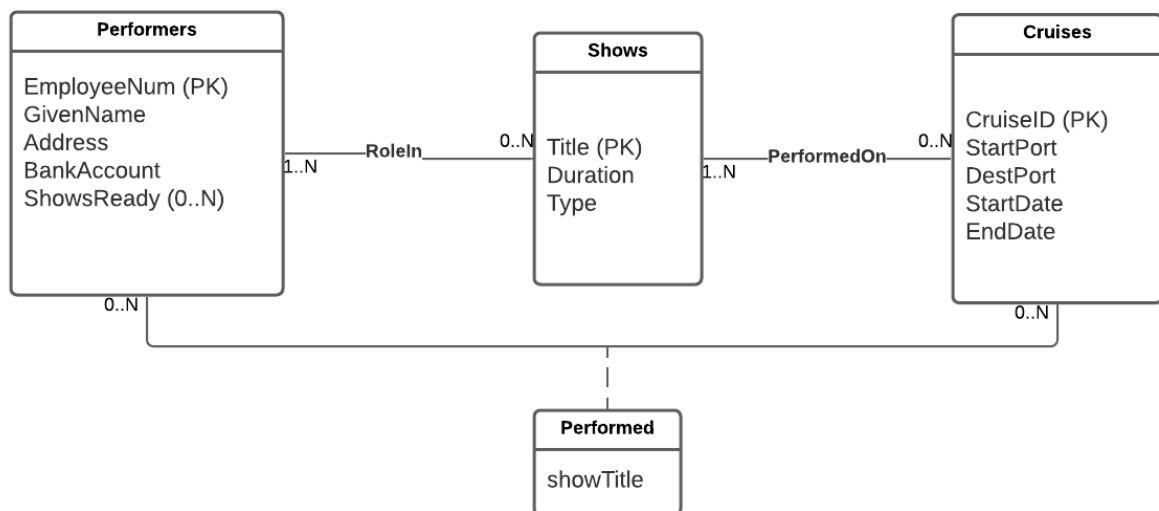 Performers
EmployeeNum (PK)
GivenName
Address
BankAccount
ShowsReady (0..N)
1..N
RoleIn
0..N
Shows
Title (PK)
Duration
Type
1..N
PerformedOn
0..N
Cruises
CruiseID (PK)
StartPort
DestPort
StartDate
EndDate
0..N
0..N
Performed
showTitle